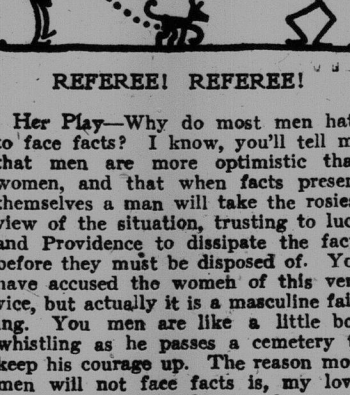 REFEREE! REFEREE!
Her Play—Why do most men hat
to face facts? I know, you'll tell m
that men are more optimistic tha
women, and that when facts presen
themselves a man will take the rosies
view of the situation, trusting to luc
and Providence to dissipate the fac
before they must be disposed of. Yo
have accused the women of this ver
vice, but actually it is a masculine fai
ing. You men are like a little bo
whistling as he passes a cemetery t
keep his courage up. The reason mo
men will not face facts is, my lov